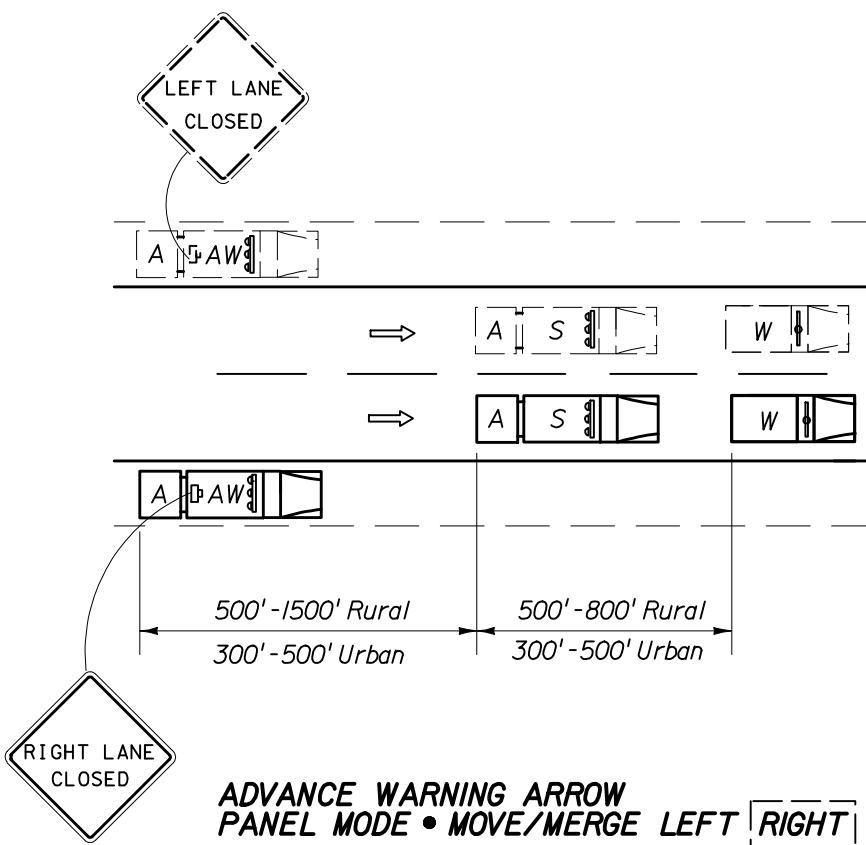 LEFT LANE
CLOSED
A AW
A S W
A S W
A AW
500'-1500' Rural 500'-800' Rural
300'-500' Urban 300'-500' Urban
RIGHT LANE
CLOSED
ADVANCE WARNING ARROW
PANEL MODE • MOVE/MERGE LEFT RIGHT